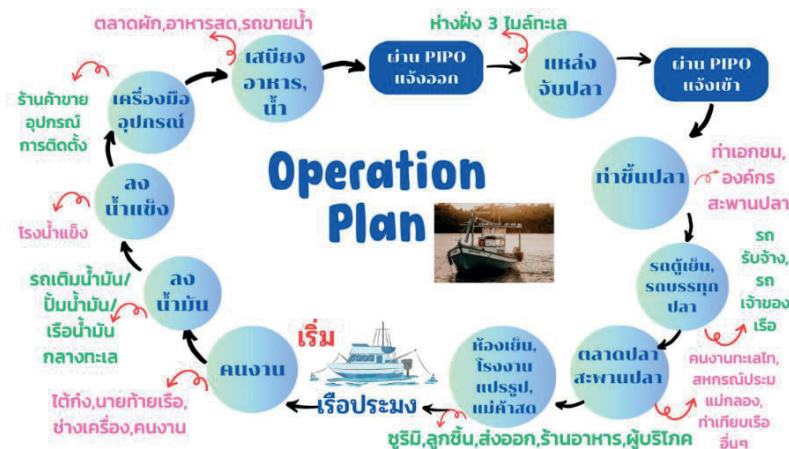 ตลาดผัก,อาหารสด,รถขายน้ำ
เสบียง
อาหาร,
น้ำ
ผ่าน PIPO
แจ้งออก
ห่างฝั่ง 3 ไมล์ทะเล
แหล่ง
จับปลา
ผ่าน PIPO
แจ้งเข้า
ร้านค้าขาย
อุปกรณ์
การติดตั้ง
เครื่องมือ
อุปกรณ์
Operation
Plan
ท่าขึ้นปลา
ท่าเอกชน,
องค์กร
สะพานปลา
ลง
น้ำแข็ง
โรงน้ำแข็ง
รถตู้เย็น,
รถบรรทุก
ปลา
รถ
รับจ้าง,
รถ
เจ้าของ
เรือ
รถเติมน้ำมัน/
ปั้มน้ำมัน/
เรือน้ำมัน
กลางทะเล
ลง
น้ำมัน
เริ่ม
เรือประมง
คนงาน
ไต้ก๋ง,นายท้ายเรือ,
ช่างเครื่อง,คนงาน
ห้องเย็น,
โรงงาน
แปรรูป,
แม่ค้าสด
ตลาดปลา
สะพานปลา
คนงานทะเลไท,
สหกรณ์ประม
แม่กลอง,
ท่าเทียบเรือ
อื่นๆ
ซูริมิ,ลูกชิ้น,ส่งออก,ร้านอาหาร,ผู้บริโภค